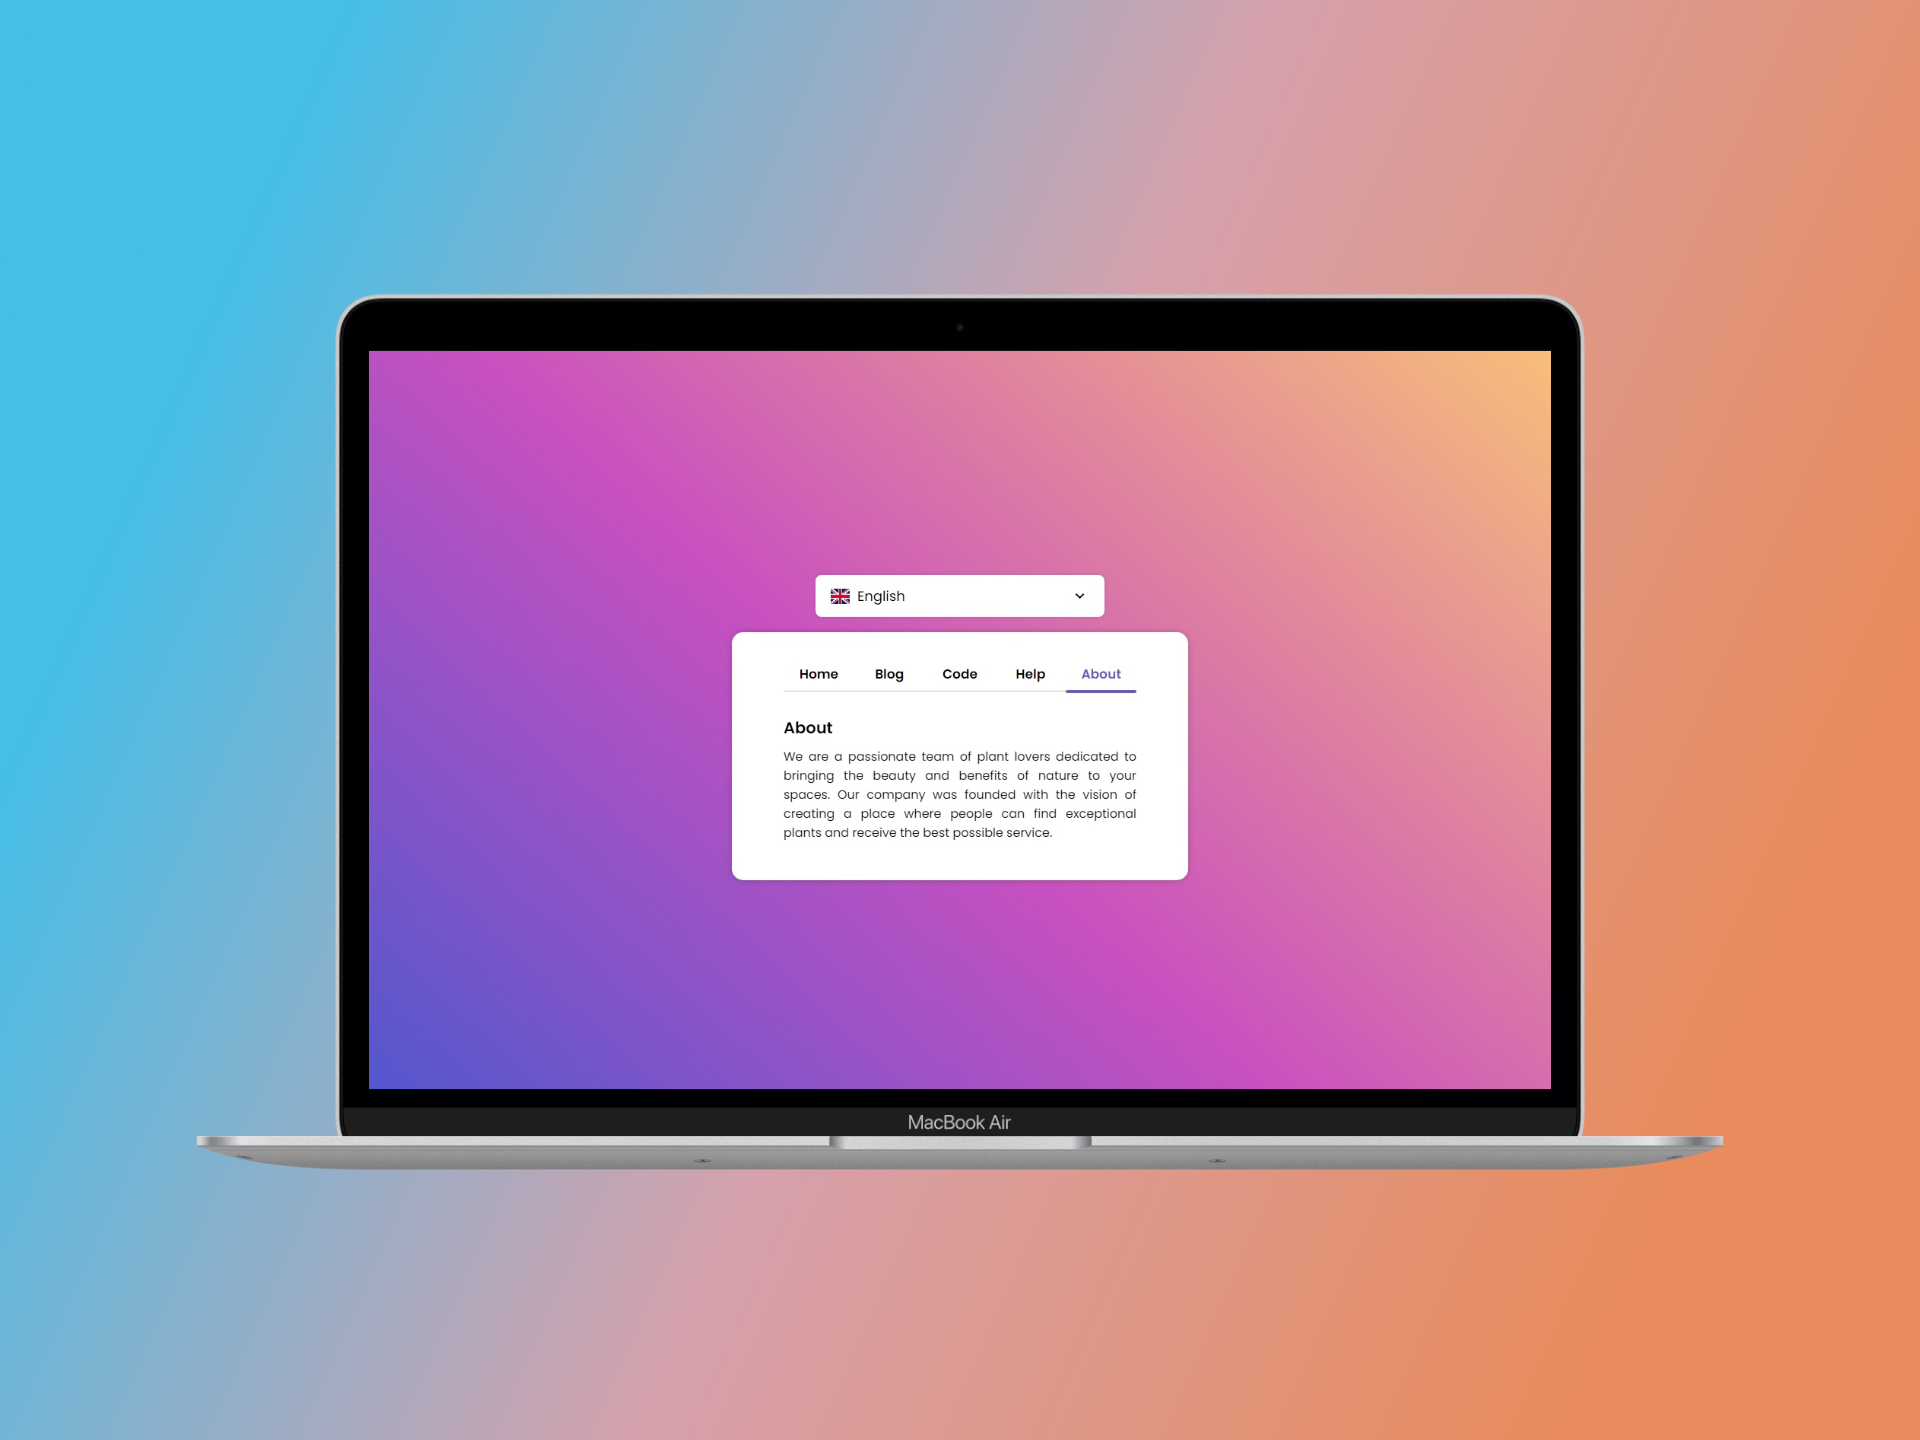 English
Home Blog Code Help About
About
We are a passionate team of plant lovers dedicated to
bringing the beauty and benefits of nature to your
spaces. Our company was founded with the vision of
creating a place where people can find exceptional
plants and receive the best possible service.
MacBook Air